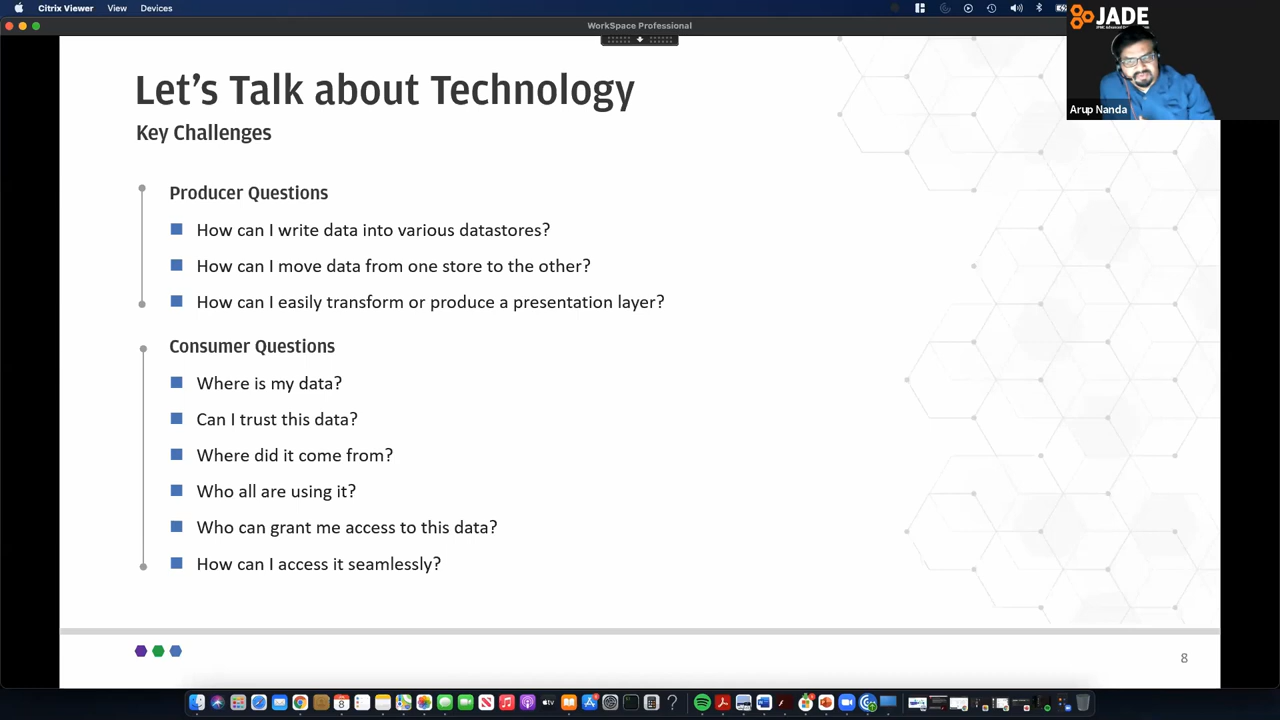 Citrix Viewer View Devices
WorkSpace Professional
JADE
Arup Nanda
Let's Talk about Technology
Key Challenges
Producer Questions
How can I write data into various datastores?
How can I move data from one store to the other?
How can I easily transform or produce a presentation layer?
Consumer Questions
Where is my data?
Can I trust this data?
Where did it come from?
Who all are using it?
Who can grant me access to this data?
How can I access it seamlessly?
8